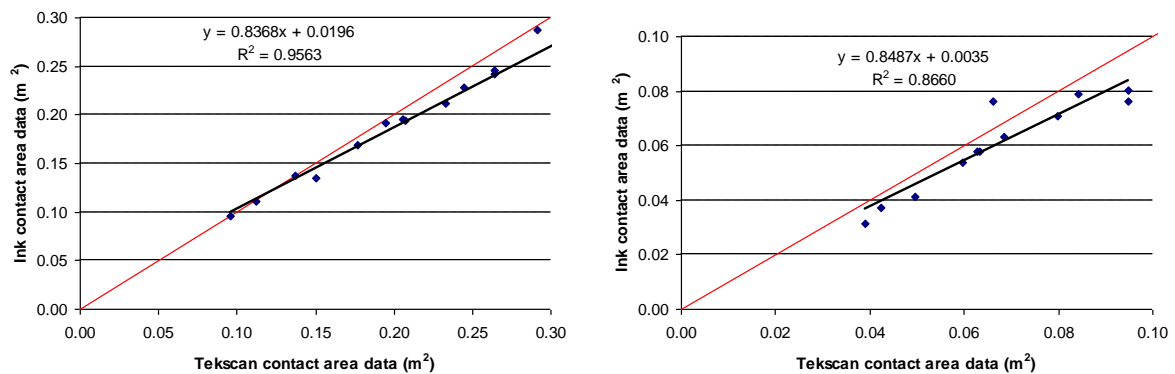 y = 0.8368x + 0.0196
R² = 0.9563
0.30
0.25
0.20
0.15
0.10
0.05
0.00
Ink contact area data (m²)
0.00 0.05 0.10 0.15 0.20 0.25 0.30
Tekscan contact area data (m²)
y = 0.8487x + 0.0035
R² = 0.8660
0.10
0.08
0.06
0.04
0.02
0.00
Ink contact area data (m²)
0.00 0.02 0.04 0.06 0.08 0.10
Tekscan contact area data (m²)